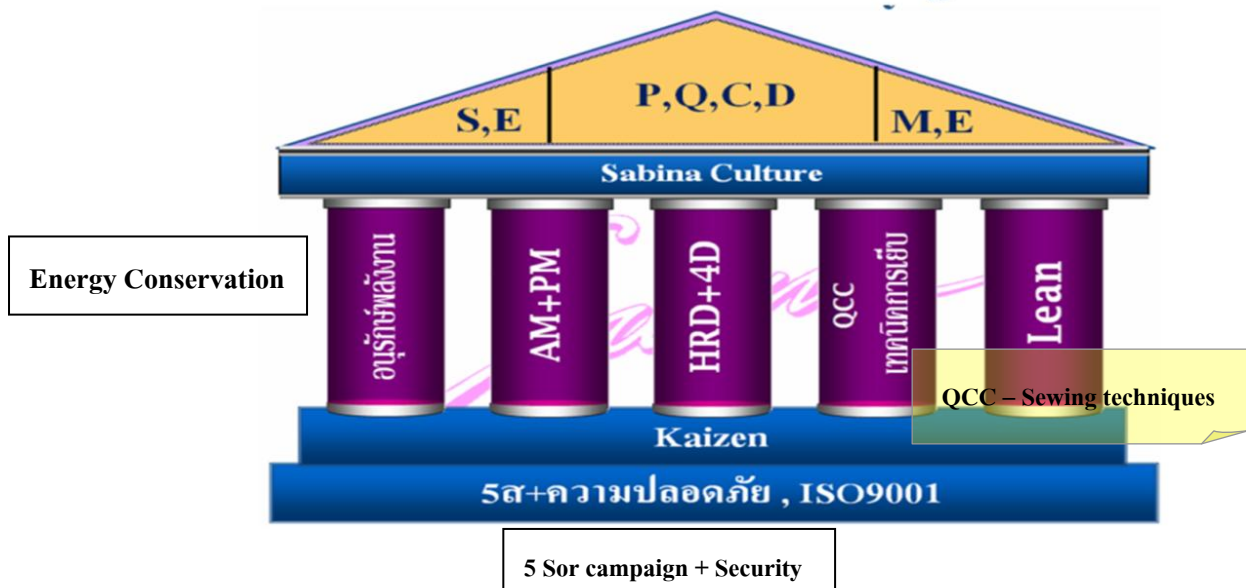 P,Q,C,D
S,E
M,E
Sabina Culture
Energy Conservation
อนุรักษ์พลังงาน
AM+PM
HRD+4D
QCC
เทคนิคการเย็บ
Lean
QCC – Sewing techniques
Kaizen
5ส+ความปลอดภัย , ISO9001
5 Sor campaign + Security